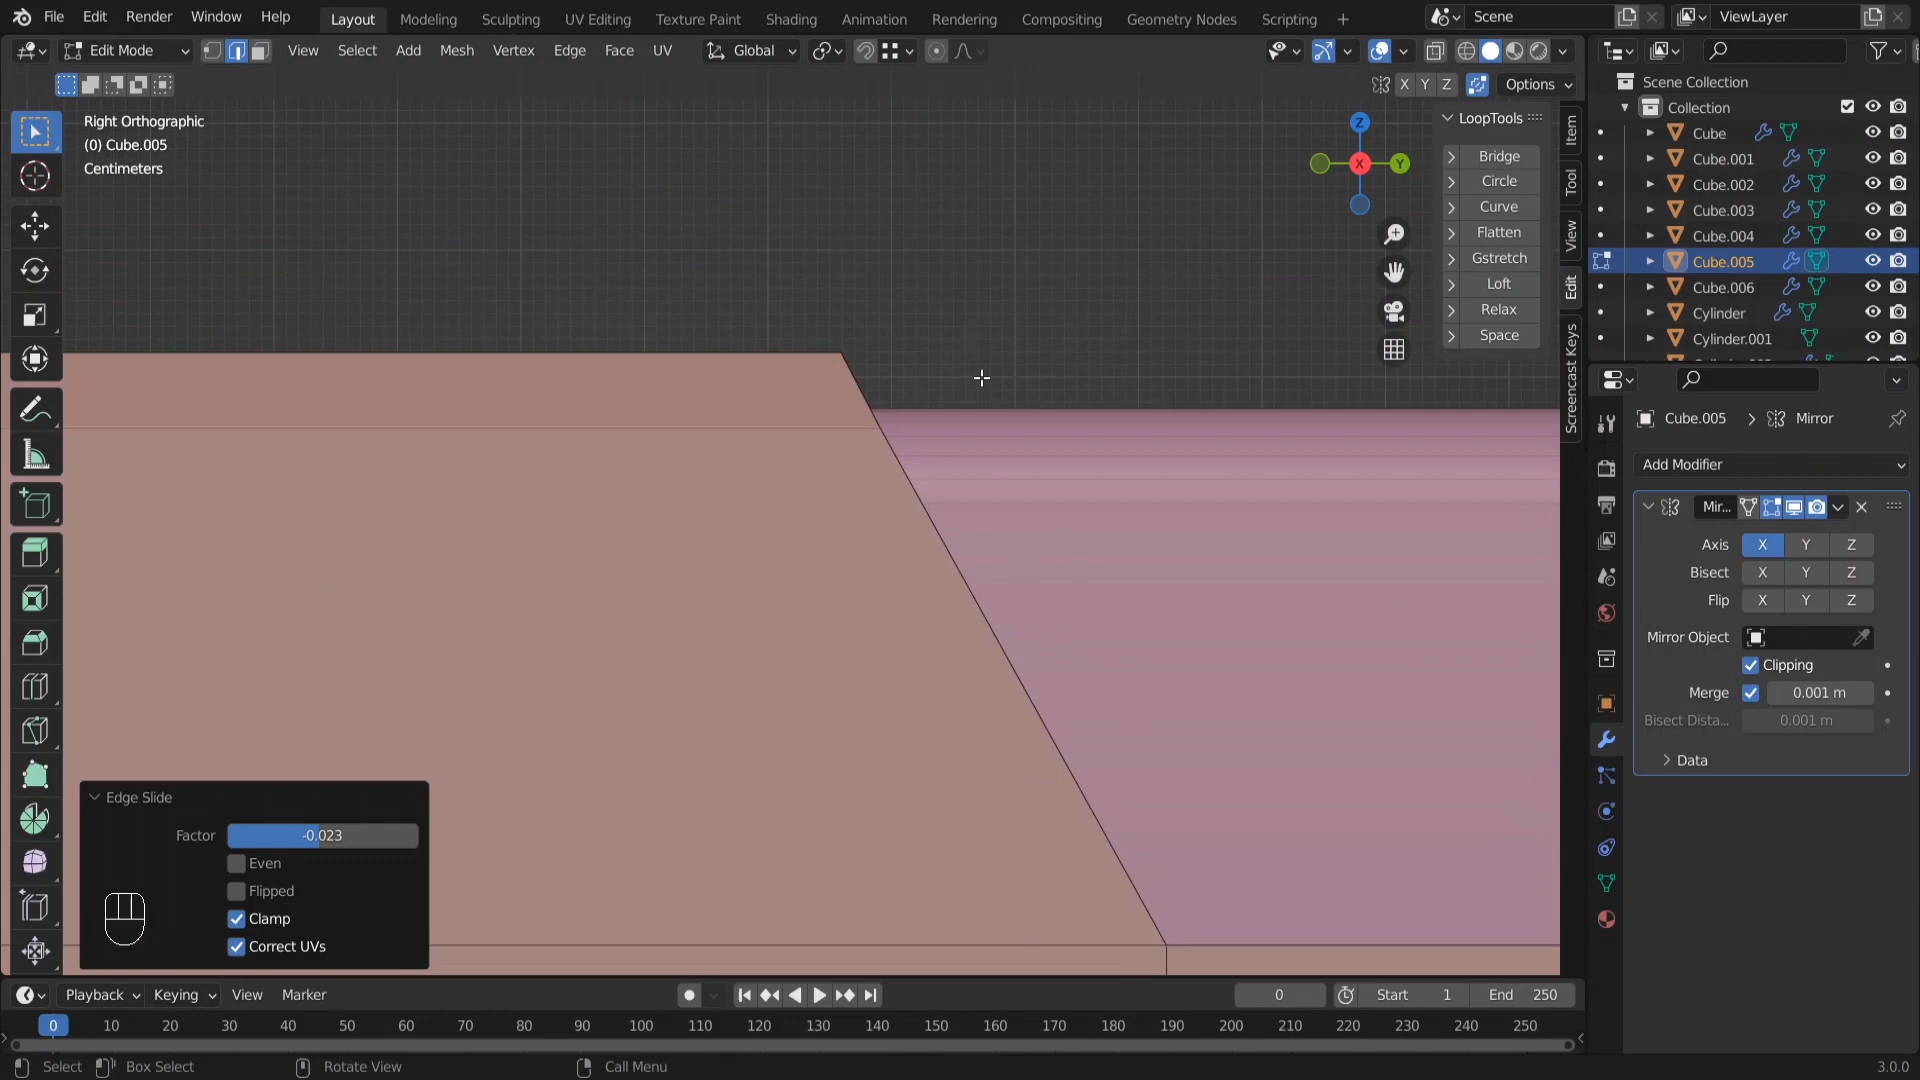 File Edit Render Window Help Layout Modeling Sculpting UV Editing Texture Paint Shading Animation Rendering Compositing Geometry Nodes Scripting + Scene ViewLayer
Edit Mode View Select Add Mesh Vertex Edge Face UV Global
X Y Z Options
Right Orthographic
(0) Cube.005
Centimeters
Z
X
Y
LoopTools
Bridge
Circle
Curve
Flatten
Gstretch
Loft
Relax
Space
Item
Tool
View
Edit
Screencast Keys
Scene Collection
Collection
Cube
Cube.001
Cube.002
Cube.003
Cube.004
Cube.005
Cube.006
Cylinder
Cylinder.001
Cube.005 > Mirror
Add Modifier
Mir...
Axis X Y Z
Bisect X Y Z
Flip X Y Z
Mirror Object
Clipping
Merge 0.001 m
Bisect Dista... 0.001 m
Data
Edge Slide
Factor -0.023
Even
Flipped
Clamp
Correct UVs
Playback Keying View Marker 0 Start 1 End 250
0 10 20 30 40 50 60 70 80 90 100 110 120 130 140 150 160 170 180 190 200 210 220 230 240 250
Select Box Select Rotate View Call Menu 3.0.0